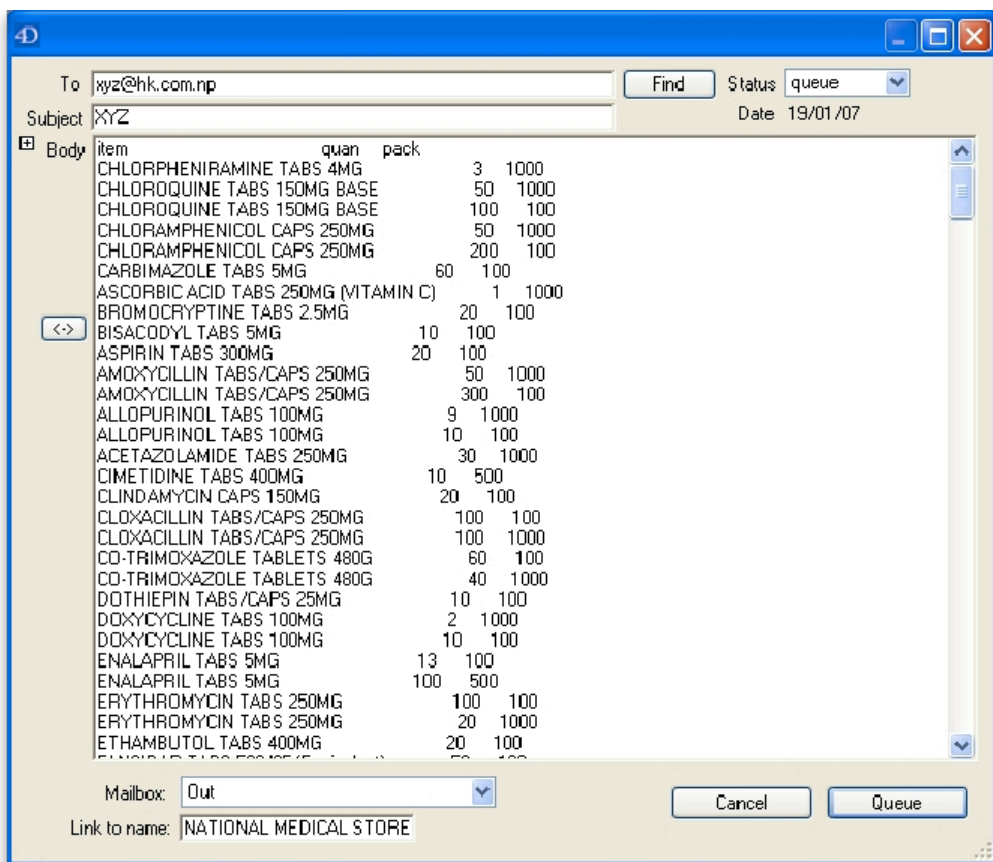 4D
To xyz@hk.com.np Find Status queue
Subject XYZ Date 19/01/07
Body item quan pack
CHLORPHENIRAMINE TABS 4MG 3 1000
CHLOROQUINE TABS 150MG BASE 50 1000
CHLOROQUINE TABS 150MG BASE 100 100
CHLORAMPHENICOL CAPS 250MG 50 1000
CHLORAMPHENICOL CAPS 250MG 200 100
CARBIMAZOLE TABS 5MG 60 100
ASCORBIC ACID TABS 250MG (VITAMIN C) 1 1000
BROMOCRYPTINE TABS 2.5MG 20 100
<-> BISACODYL TABS 5MG 10 100
ASPIRIN TABS 300MG 20 100
AMOXYCILLIN TABS/CAPS 250MG 50 1000
AMOXYCILLIN TABS/CAPS 250MG 300 100
ALLOPURINOL TABS 100MG 9 1000
ALLOPURINOL TABS 100MG 10 100
ACETAZOLAMIDE TABS 250MG 30 1000
CIMETIDINE TABS 400MG 10 500
CLINDAMYCIN CAPS 150MG 20 100
CLOXACILLIN TABS/CAPS 250MG 100 100
CLOXACILLIN TABS/CAPS 250MG 100 1000
CO-TRIMOXAZOLE TABLETS 480G 60 100
CO-TRIMOXAZOLE TABLETS 480G 40 1000
DOTHIEPIN TABS/CAPS 25MG 10 100
DOXYCYCLINE TABS 100MG 2 1000
DOXYCYCLINE TABS 100MG 10 100
ENALAPRIL TABS 5MG 13 100
ENALAPRIL TABS 5MG 100 500
ERYTHROMYCIN TABS 250MG 100 100
ERYTHROMYCIN TABS 250MG 20 1000
ETHAMBUTOL TABS 400MG 20 100
Mailbox: Out Cancel Queue
Link to name: NATIONAL MEDICAL STORE